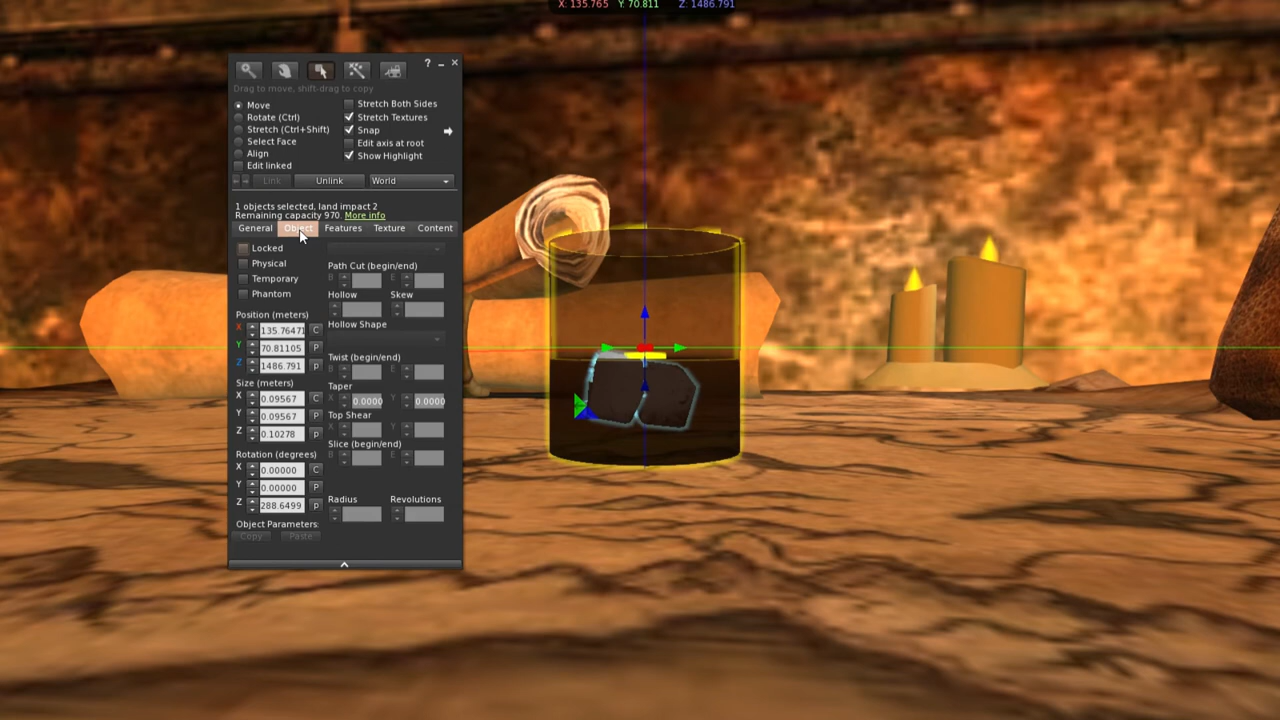 X: 135.765 Y: 70.811 Z: 1486.791
? _ ×
Drag to move, shift-drag to copy
Move
Rotate (Ctrl)
Stretch (Ctrl+Shift)
Select Face
Align
Edit linked
Stretch Both Sides
Stretch Textures
Snap
Edit axis at root
Show Highlight
Link Unlink World
1 objects selected, land impact 2
Remaining capacity 970. More info
General Object Features Texture Content
Locked
Physical
Temporary
Phantom
Position (meters)
X 135.76471 C
Y 70.81105 P
Z 1486.791 P
Size (meters)
X 0.09567 C
Y 0.09567 P
Z 0.10278 P
Rotation (degrees)
X 0.00000 C
Y 0.00000 P
Z 288.6499 P
Object Parameters:
Copy Paste
Path Cut (begin/end)
B E
Hollow Skew
Hollow Shape
Twist (begin/end)
B E
Taper
X 0.0000 Y 0.0000
Top Shear
X Y
Slice (begin/end)
B E
Radius Revolutions